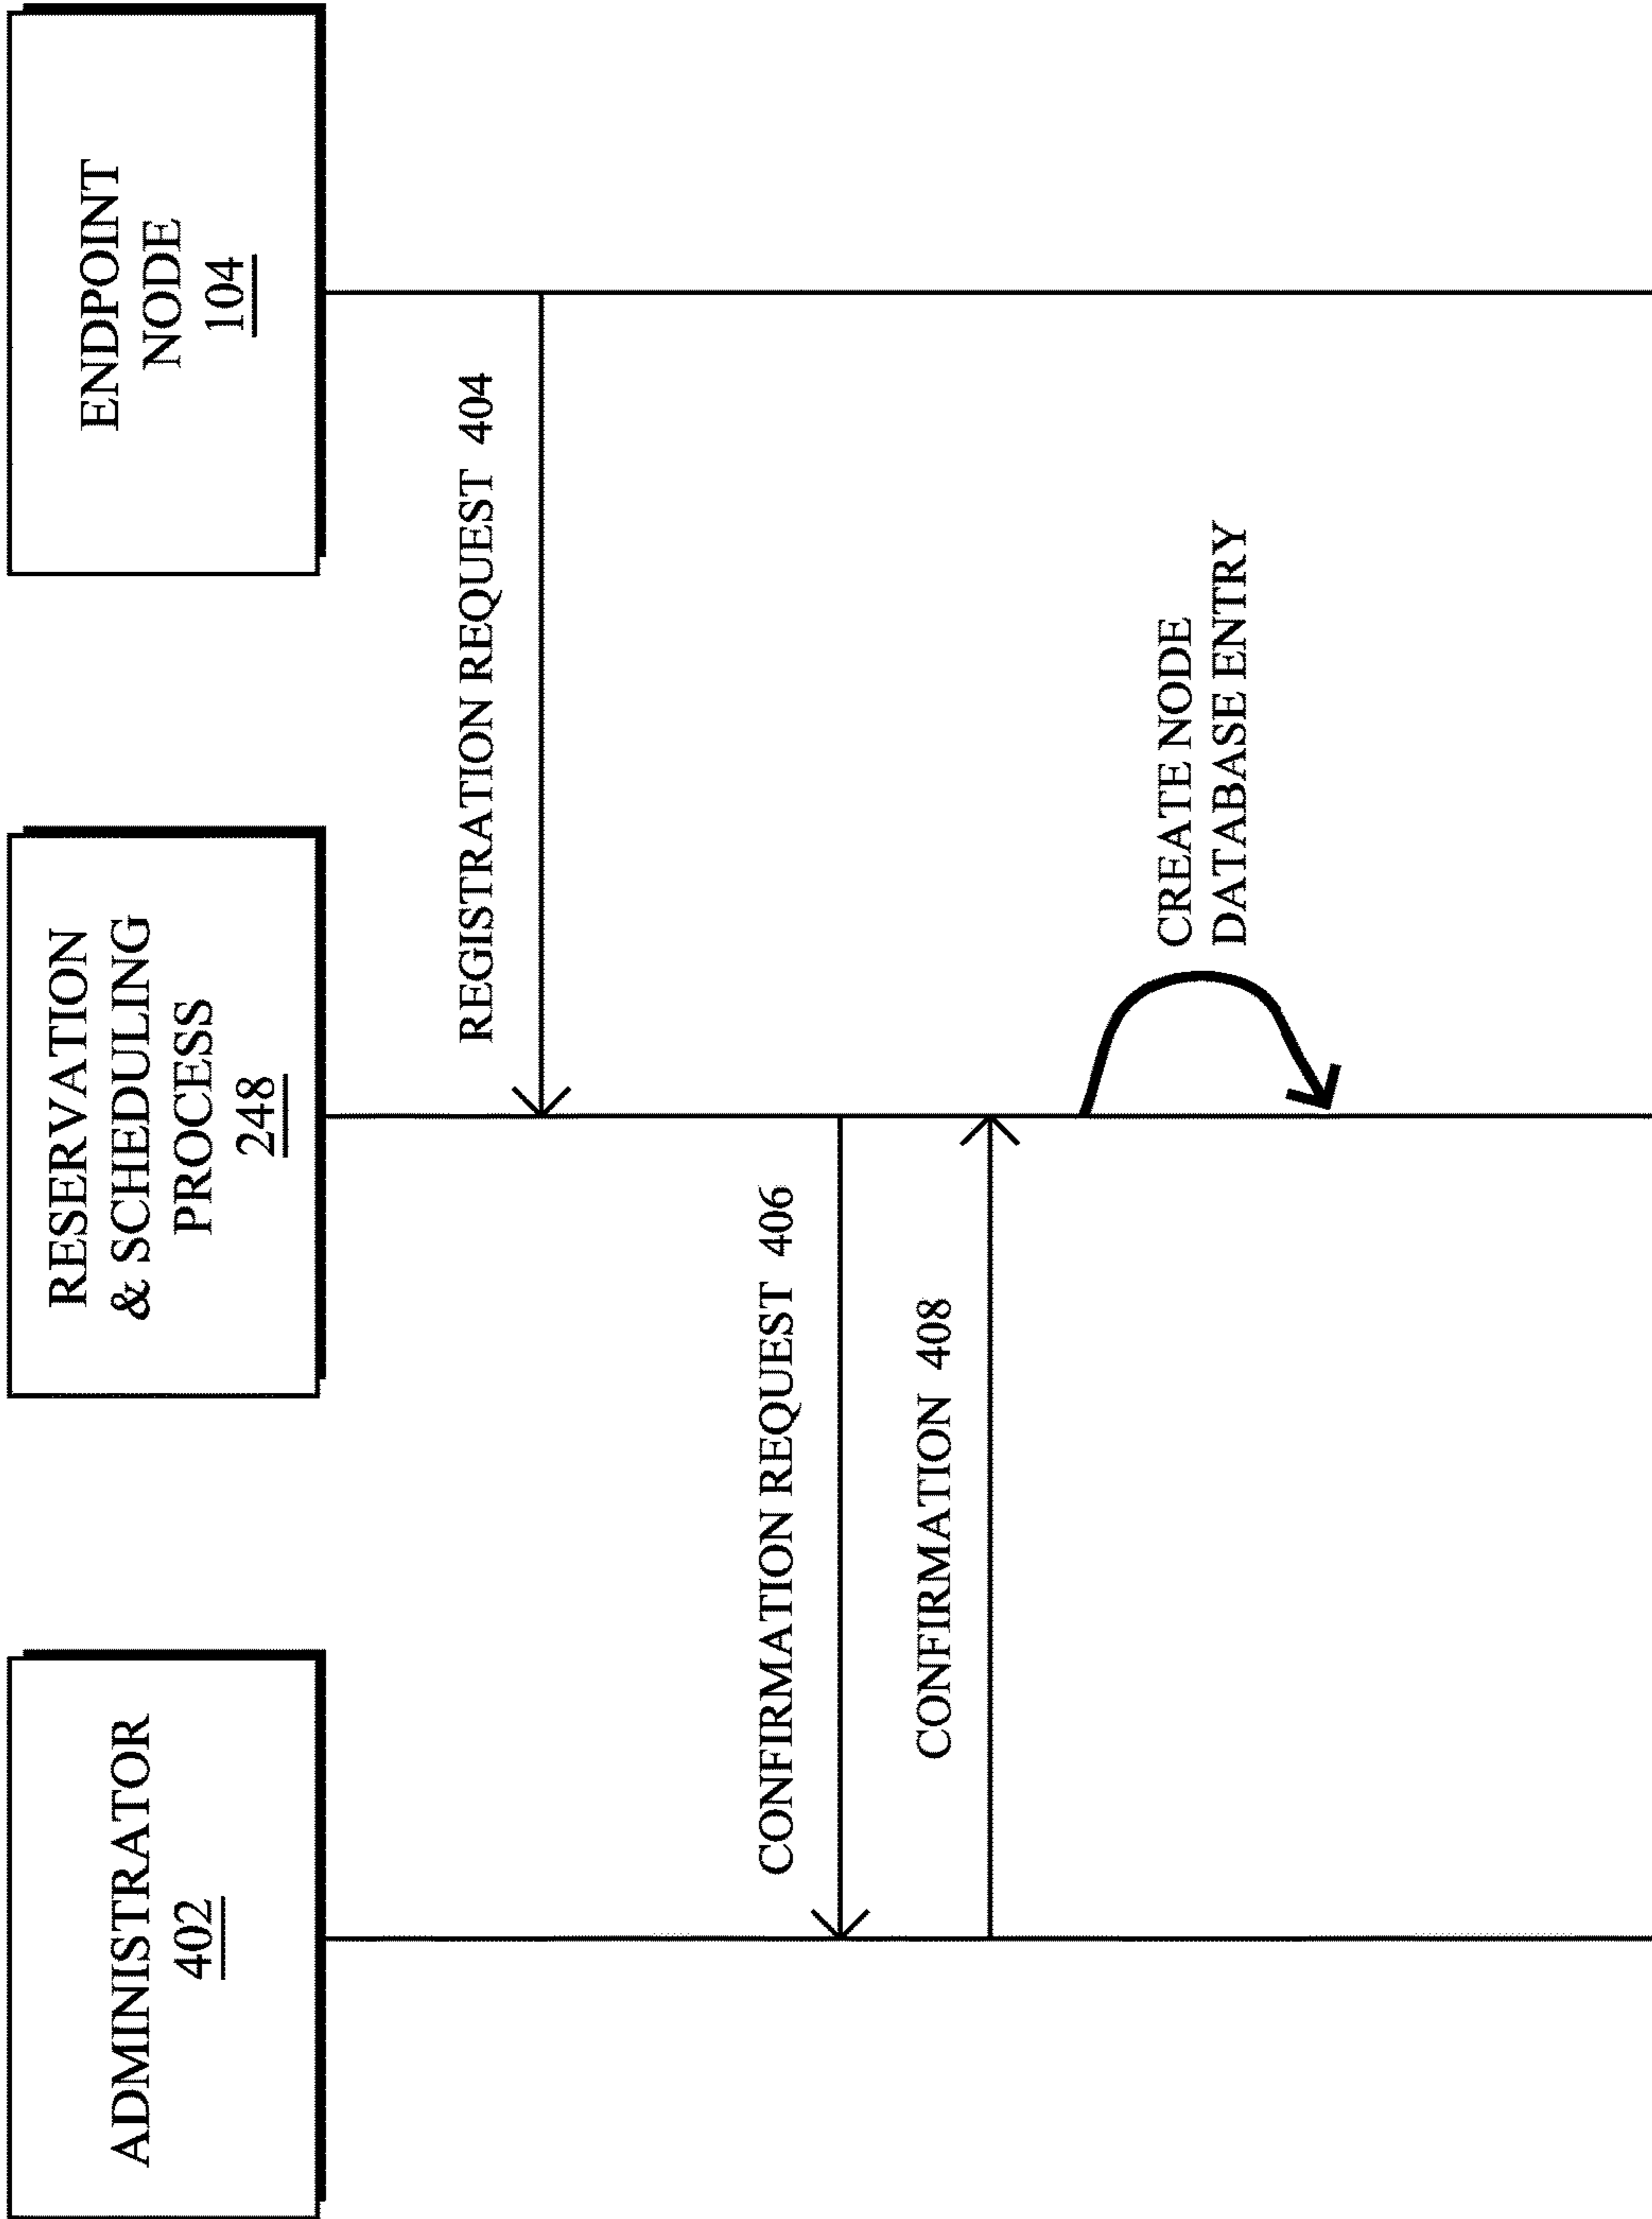 ADMINISTRATOR
402
RESERVATION
& SCHEDULING
PROCESS
248
ENDPOINT
NODE
104
REGISTRATION REQUEST 404
CONFIRMATION REQUEST 406
CONFIRMATION 408
CREATE NODE
DATABASE ENTRY